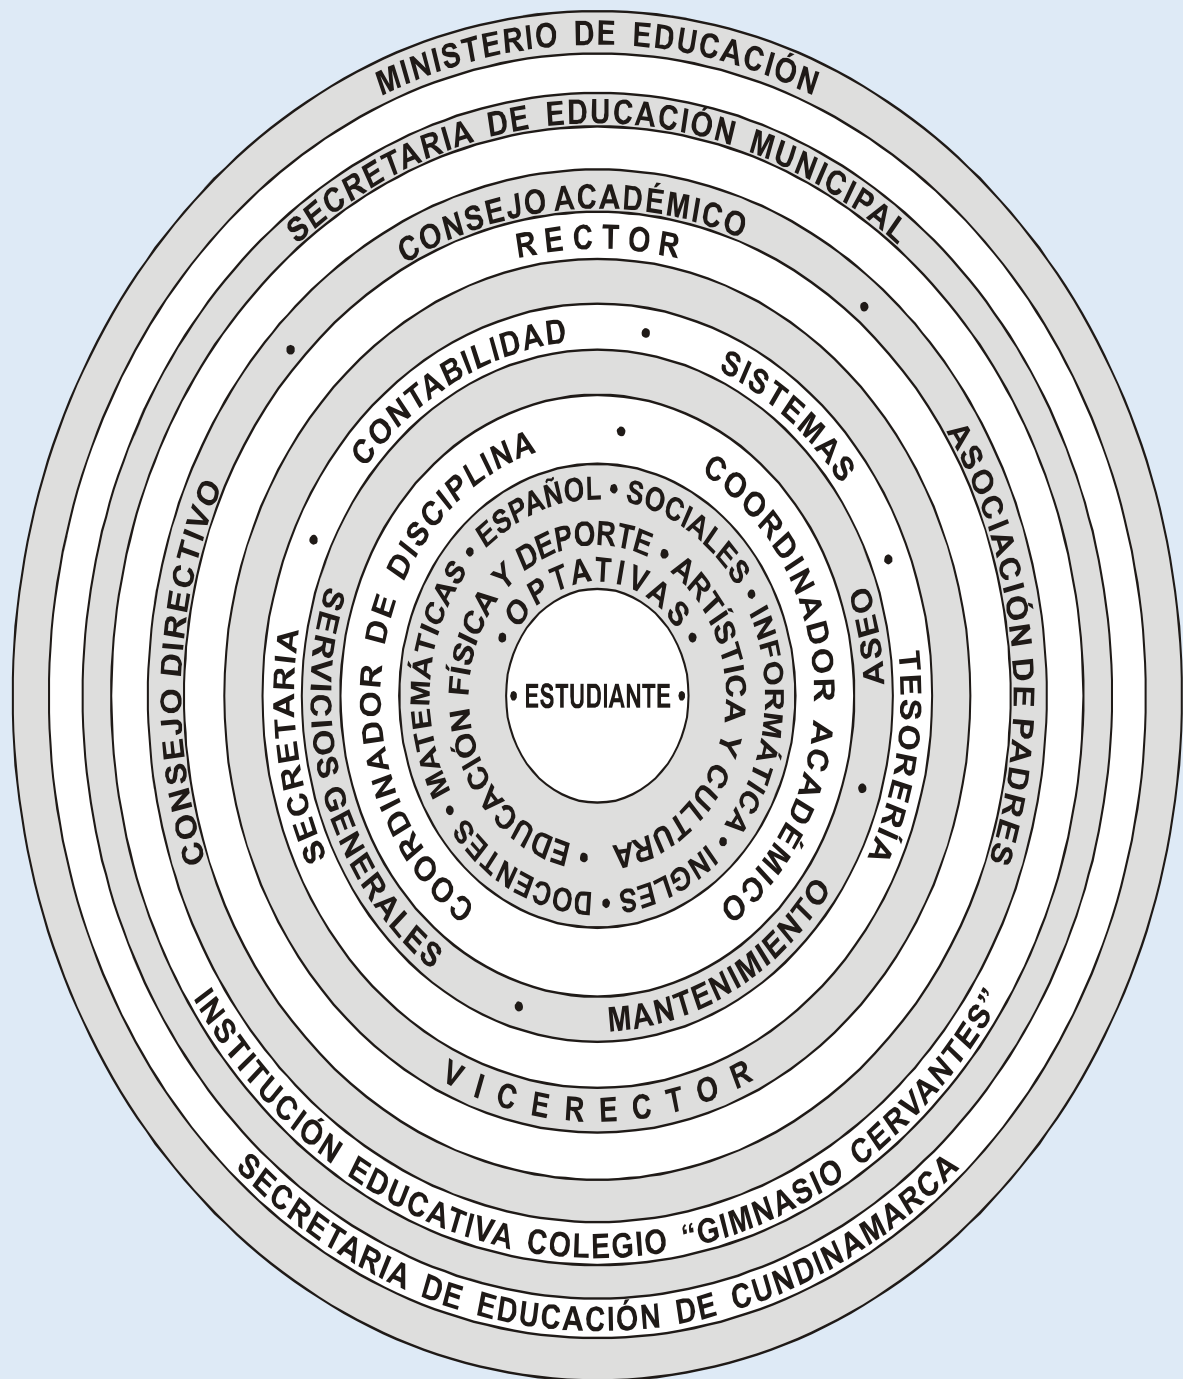 MINISTERIO DE EDUCACIÓN
SECRETARIA DE EDUCACIÓN DE CUNDINAMARCA
SECRETARIA DE EDUCACIÓN MUNICIPAL
INSTITUCIÓN EDUCATIVA COLEGIO “GIMNASIO CERVANTES”
CONSEJO DIRECTIVO • CONSEJO ACADÉMICO • ASOCIACIÓN DE PADRES
RECTOR
VICERECTOR
SECRETARIA • CONTABILIDAD • SISTEMAS • TESORERÍA
SERVICIOS GENERALES • MANTENIMIENTO • ASEO
COORDINADOR DE DISCIPLINA • COORDINADOR ACADÉMICO
DOCENTES • MATEMÁTICAS • ESPAÑOL • SOCIALES • INFORMÁTICA • INGLES •
• EDUCACIÓN FÍSICA Y DEPORTE • ARTÍSTICA Y CULTURA
• OPTATIVAS •
• ESTUDIANTE •